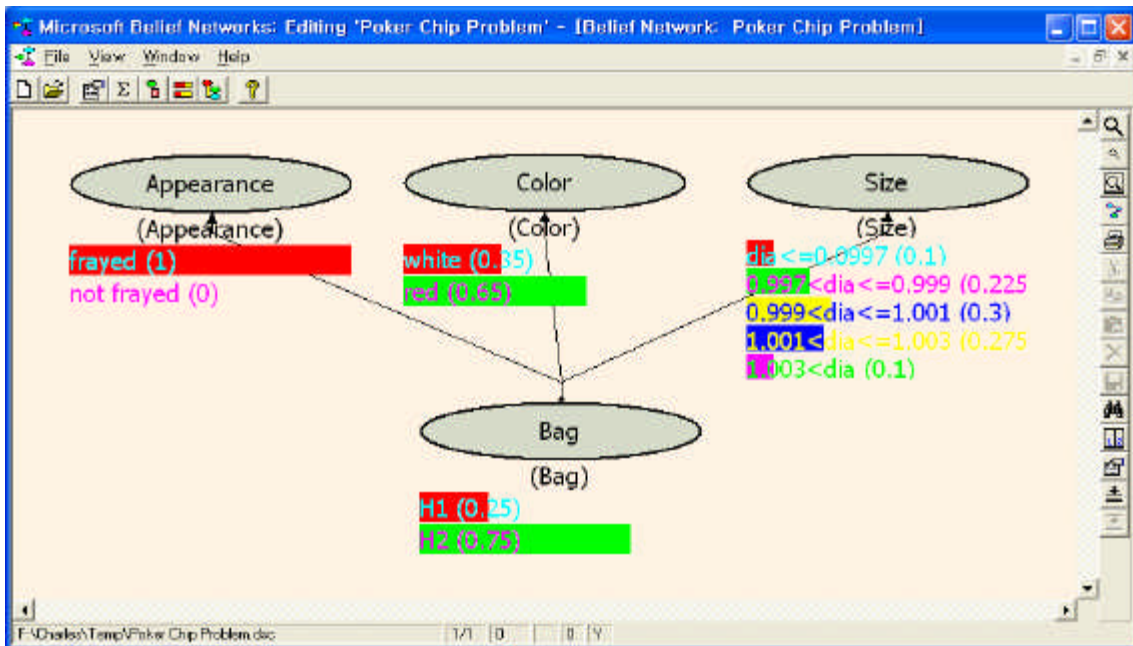 Microsoft Belief Networks: Editing 'Poker Chip Problem' - [Belief Network: Poker Chip Problem]
File View Window Help
Appearance
(Appearance)
frayed (1)
not frayed (0)
Color
(Color)
white (0.35)
red (0.65)
Size
(Size)
dia<=0.0997 (0.1)
0.997<dia<=0.999 (0.225
0.999<dia<=1.001 (0.3)
1.001<dia<=1.003 (0.275
1.003<dia (0.1)
Bag
(Bag)
H1 (0.25)
H2 (0.75)
F:\Charles\Temp\Poker Chip Problem.dsc 1/1 0 0 Y